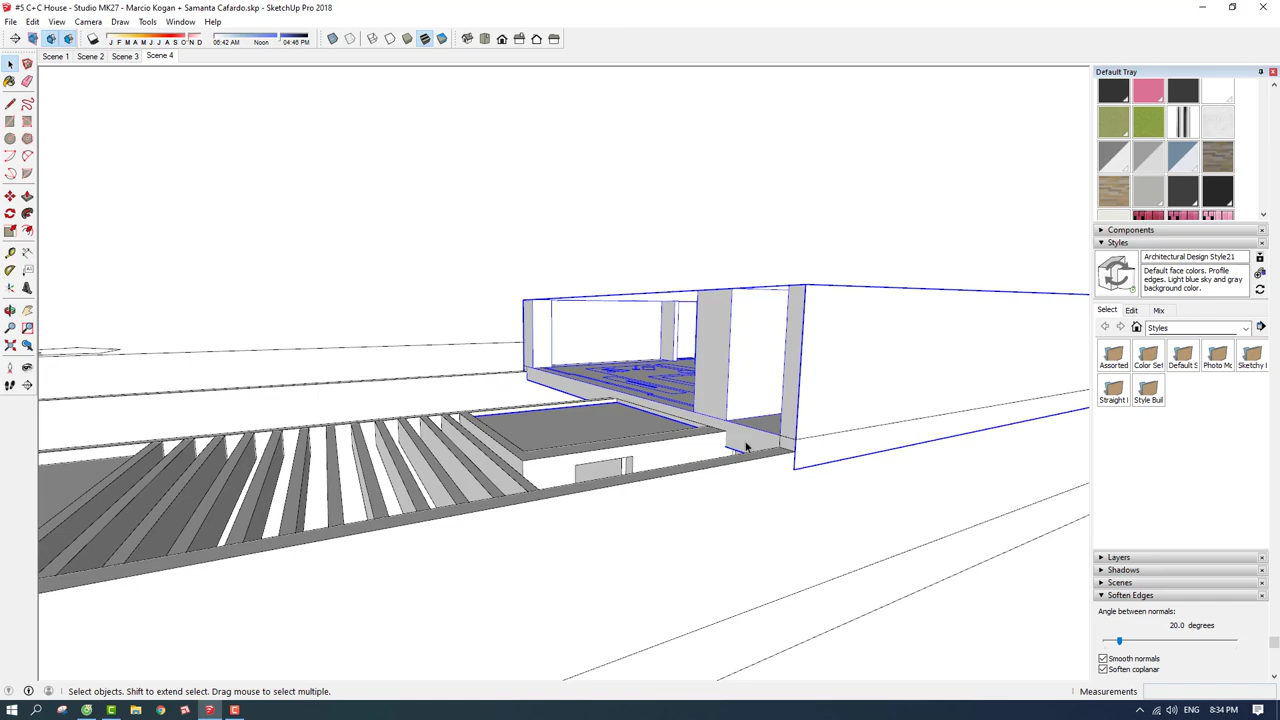 #5 C+C House - Studio MK27 - Marcio Kogan + Samanta Cafardo.skp - SketchUp Pro 2018
File Edit View Camera Draw Tools Window Help
J F M A M J J A S O N D 06:42 AM Noon 04:46 PM
Scene 1 Scene 2 Scene 3 Scene 4
Default Tray
Components
Styles
Architectural Design Style21
Default face colors. Profile
edges. Light blue sky and gray
background color.
Select Edit Mix
Styles
Assorted Color Set Default S Photo Mo Sketchy I
Straight I Style Buil
Layers
Shadows
Scenes
Soften Edges
Angle between normals:
20.0 degrees
Smooth normals
Soften coplanar
Select objects. Shift to extend select. Drag mouse to select multiple.
Measurements
ENG 8:34 PM